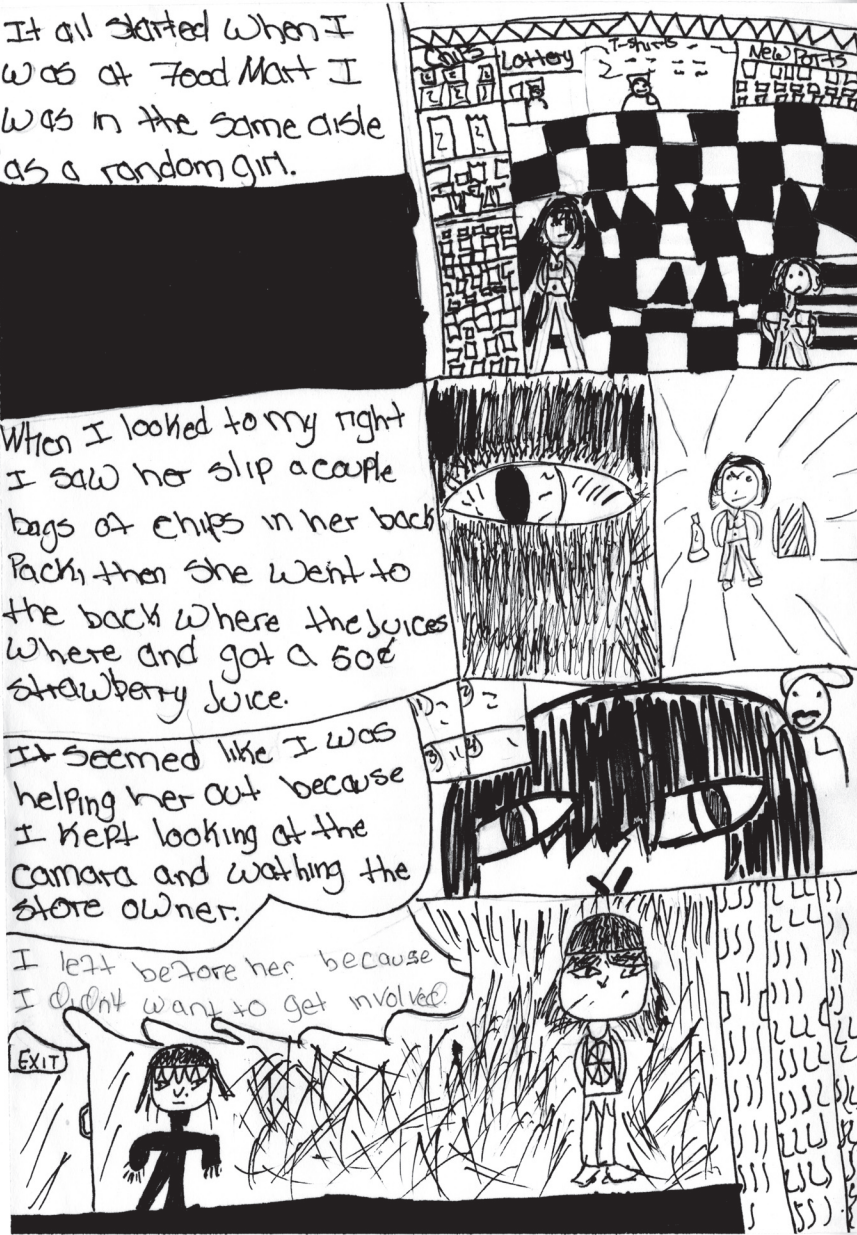 It all started when I
was at Food Mart I
was in the same aisle
as a random girl.
Lottery
T-shirts
NewPorts
When I looked to my right
I saw her slip a couple
bags of chips in her back
Pack, then she went to
the back where the Juices
where and got a 50¢
strawberry Juice.
It seemed like I was
helping her out because
I kept looking at the
camara and wathing the
store owner.
I left before her because
I didnt want to get involved.
EXIT